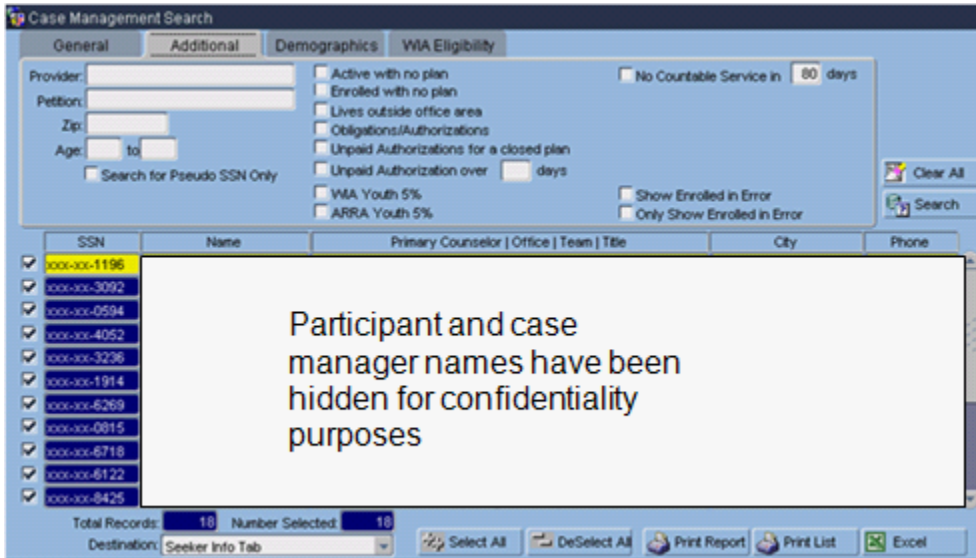 Case Management Search
General Additional Demographics WIA Eligibility
Provider:
Petition:
Zip:
Age: to
Search for Pseudo SSN Only
Active with no plan
Enrolled with no plan
Lives outside office area
Obligations/Authorizations
Unpaid Authorizations for a closed plan
Unpaid Authorization over days
WIA Youth 5%
ARRA Youth 5%
No Countable Service in 80 days
Show Enrolled in Error
Only Show Enrolled in Error
Clear All
Search
SSN Name Primary Counselor | Office | Team | Title City Phone
xxx-xx-1196
xxx-xx-3092
xxx-xx-0594
xxx-xx-4052
xxx-xx-3236
xxx-xx-1914
xxx-xx-6269
xxx-xx-0815
xxx-xx-6718
xxx-xx-6122
xxx-xx-8425
Participant and case
manager names have been
hidden for confidentiality
purposes
Total Records: 18 Number Selected: 18
Destination: Seeker Info Tab
Select All DeSelect All Print Report Print List Excel